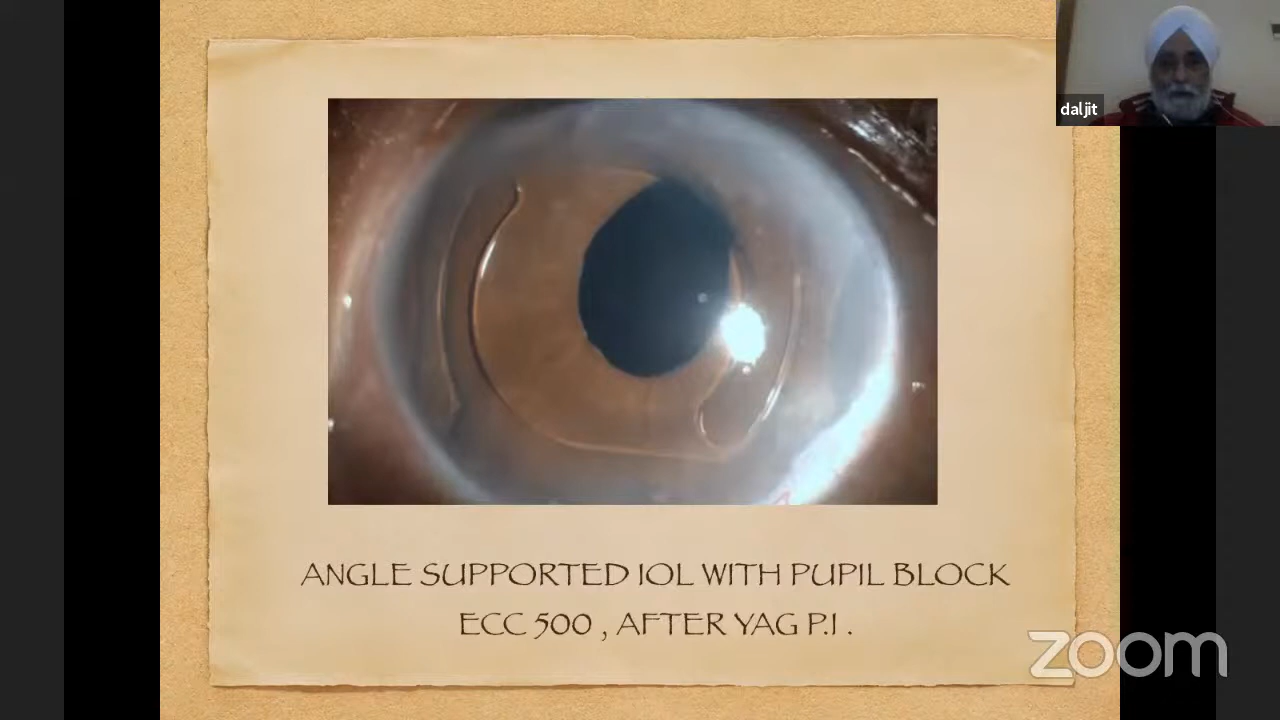 daljit
ANGLE SUPPORTED IOL WITH PUPIL BLOCK
ECC 500 , AFTER YAG P.I .
zoom